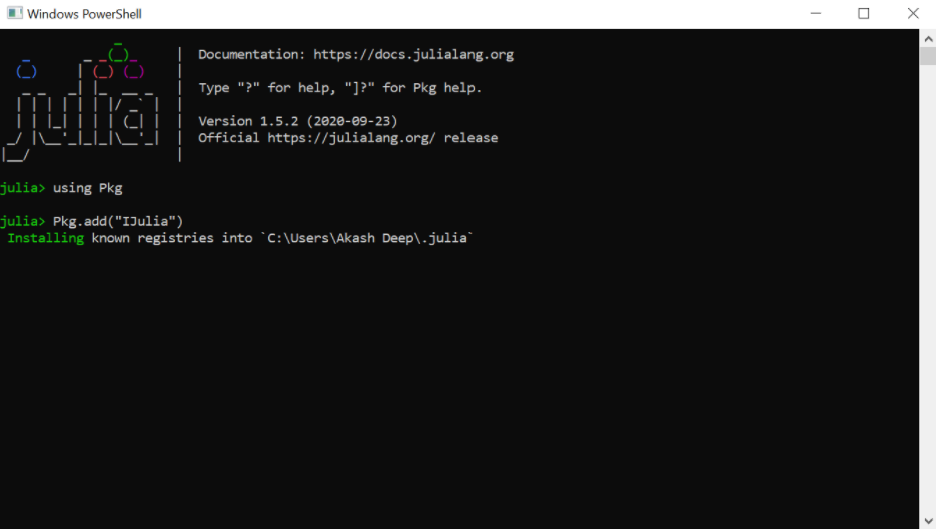 Windows PowerShell
Documentation: https://docs.julialang.org
Type "?" for help, "]?" for Pkg help.
Version 1.5.2 (2020-09-23)
Official https://julialang.org/ release
julia> using Pkg
julia> Pkg.add("IJulia")
Installing known registries into `C:\Users\Akash Deep\.julia`